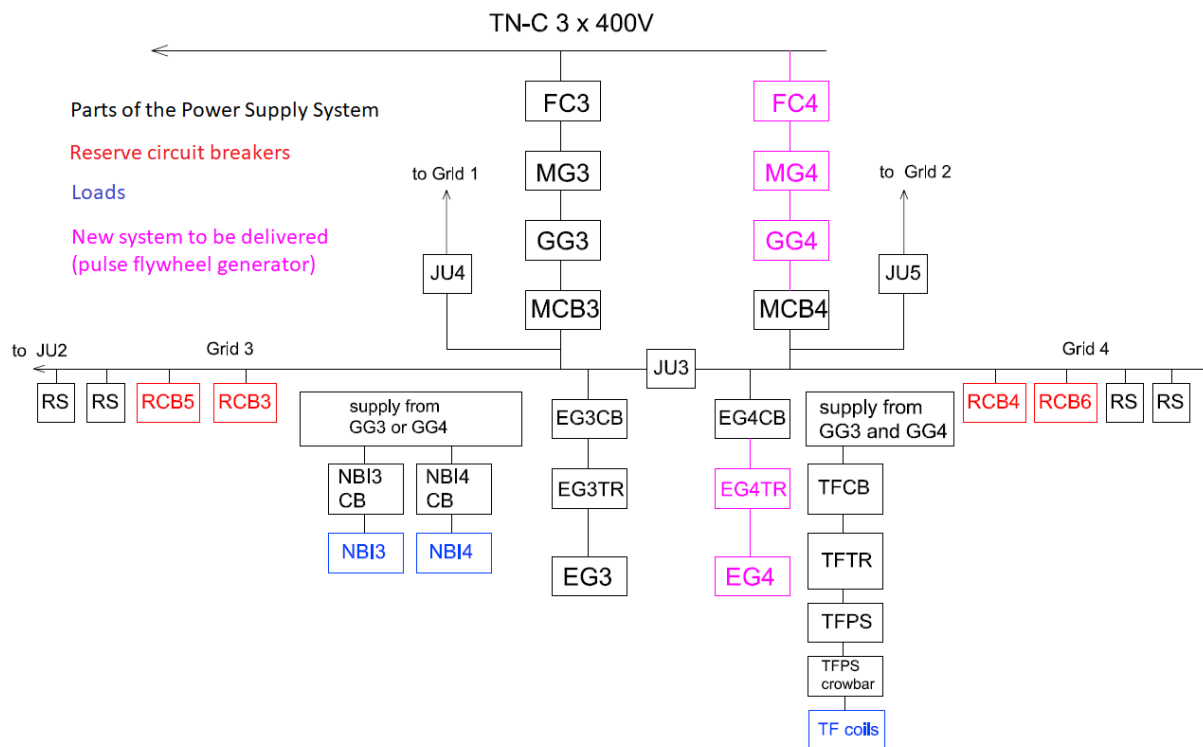 TN-C 3 x 400V
Parts of the Power Supply System
Reserve circuit breakers
Loads
New system to be delivered
(pulse flywheel generator)
FC3
FC4
MG3
MG4
to Grid 1
to Grid 2
GG3
GG4
JU4
JU5
MCB3
MCB4
to JU2
Grid 3
JU3
Grid 4
RS
RS
RCB5
RCB3
supply from
GG3 or GG4
EG3CB
EG4CB
supply from
GG3 and GG4
RCB4
RCB6
RS
RS
NBI3
CB
NBI4
CB
EG3TR
EG4TR
TFCB
NBI3
NBI4
EG3
EG4
TFTR
TFPS
TFPS
crowbar
TF coils